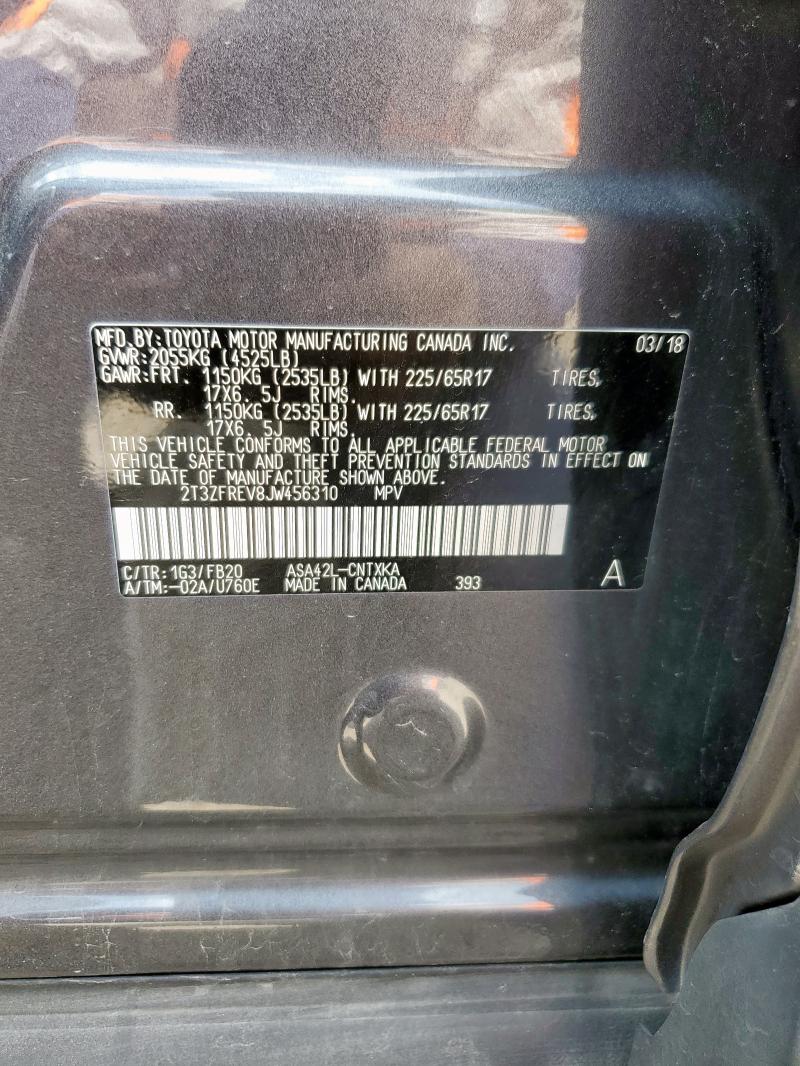 MFD.BY:TOYOTA MOTOR MANUFACTURING CANADA INC. 03/18
GVWR:2055KG (4525LB)
GAWR:FRT. 1150KG (2535LB) WITH 225/65R17 TIRES,
17X6. 5J RIMS,
RR. 1150KG (2535LB) WITH 225/65R17 TIRES,
17X6. 5J RIMS,
THIS VEHICLE CONFORMS TO ALL APPLICABLE FEDERAL MOTOR
VEHICLE SAFETY AND THEFT PREVENTION STANDARDS IN EFFECT ON
THE DATE OF MANUFACTURE SHOWN ABOVE.
2T3ZFREV8JW456310 MPV
C/TR:1G3/FB20 ASA42L-CNTXKA
A/TM:-02A/U760E MADE IN CANADA 393 A